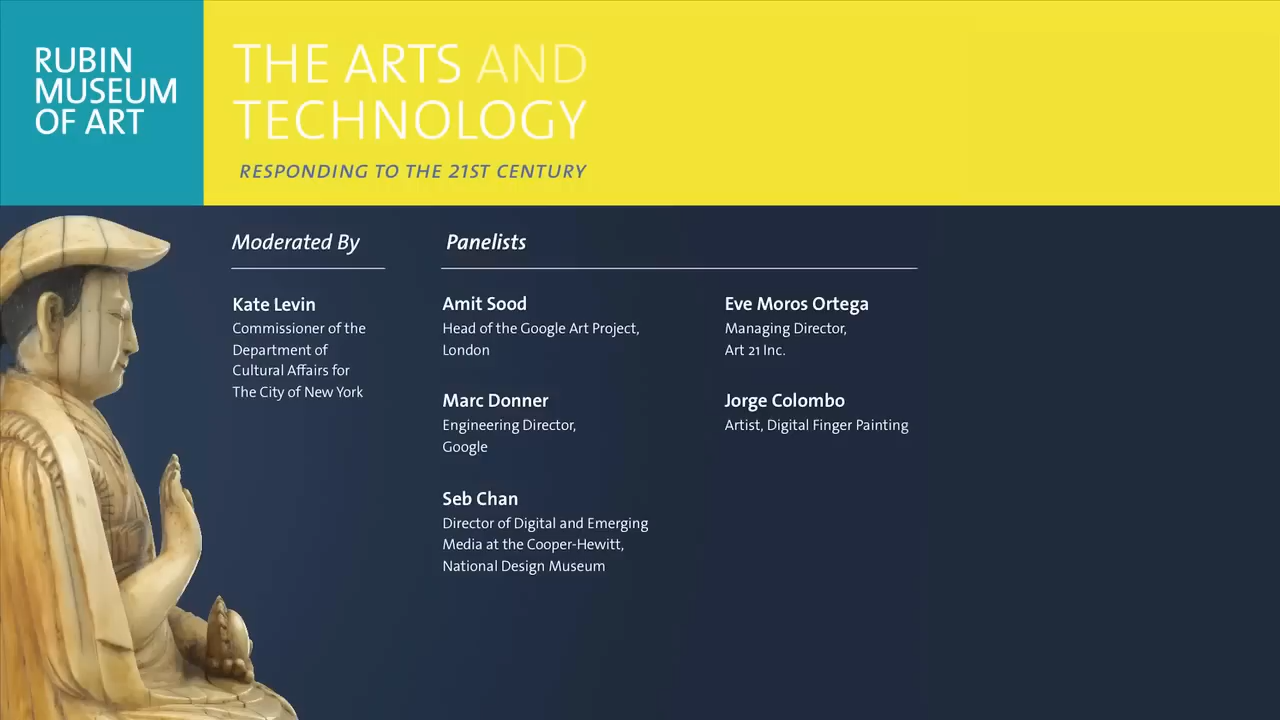 RUBIN
MUSEUM
OF ART
THE ARTS AND
TECHNOLOGY
RESPONDING TO THE 21ST CENTURY
Moderated By
Kate Levin
Commissioner of the
Department of
Cultural Affairs for
The City of New York
Panelists
Amit Sood
Head of the Google Art Project,
London
Marc Donner
Engineering Director,
Google
Seb Chan
Director of Digital and Emerging
Media at the Cooper-Hewitt,
National Design Museum
Eve Moros Ortega
Managing Director,
Art 21 Inc.
Jorge Colombo
Artist, Digital Finger Painting